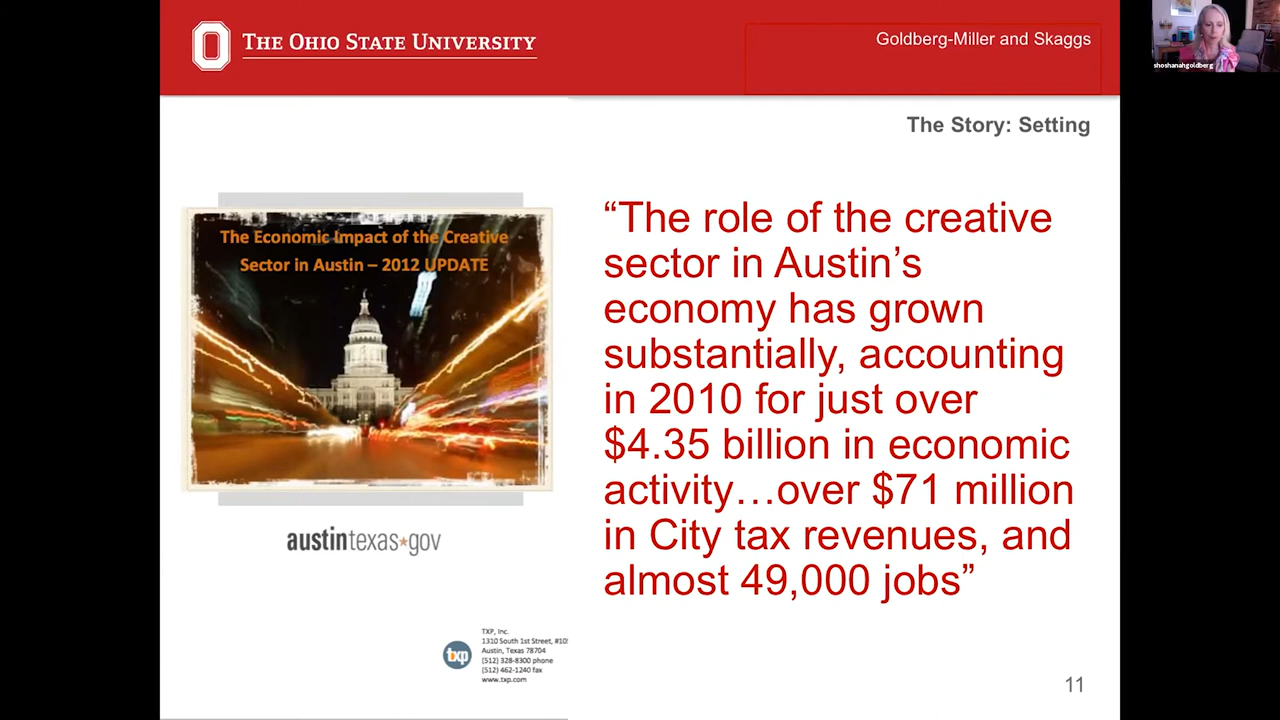 THE OHIO STATE UNIVERSITY
Goldberg-Miller and Skaggs
shoshanahgoldberg
The Story: Setting
The Economic Impact of the Creative
Sector in Austin – 2012 UPDATE
austintexas*gov
“The role of the creative
sector in Austin’s
economy has grown
substantially, accounting
in 2010 for just over
$4.35 billion in economic
activity…over $71 million
in City tax revenues, and
almost 49,000 jobs”
txp
TXP, Inc.
1310 South 1st Street,
Austin, Texas 78704
(512) 328-8300 phone
(512) 462-1240 fax
www.txp.com
11